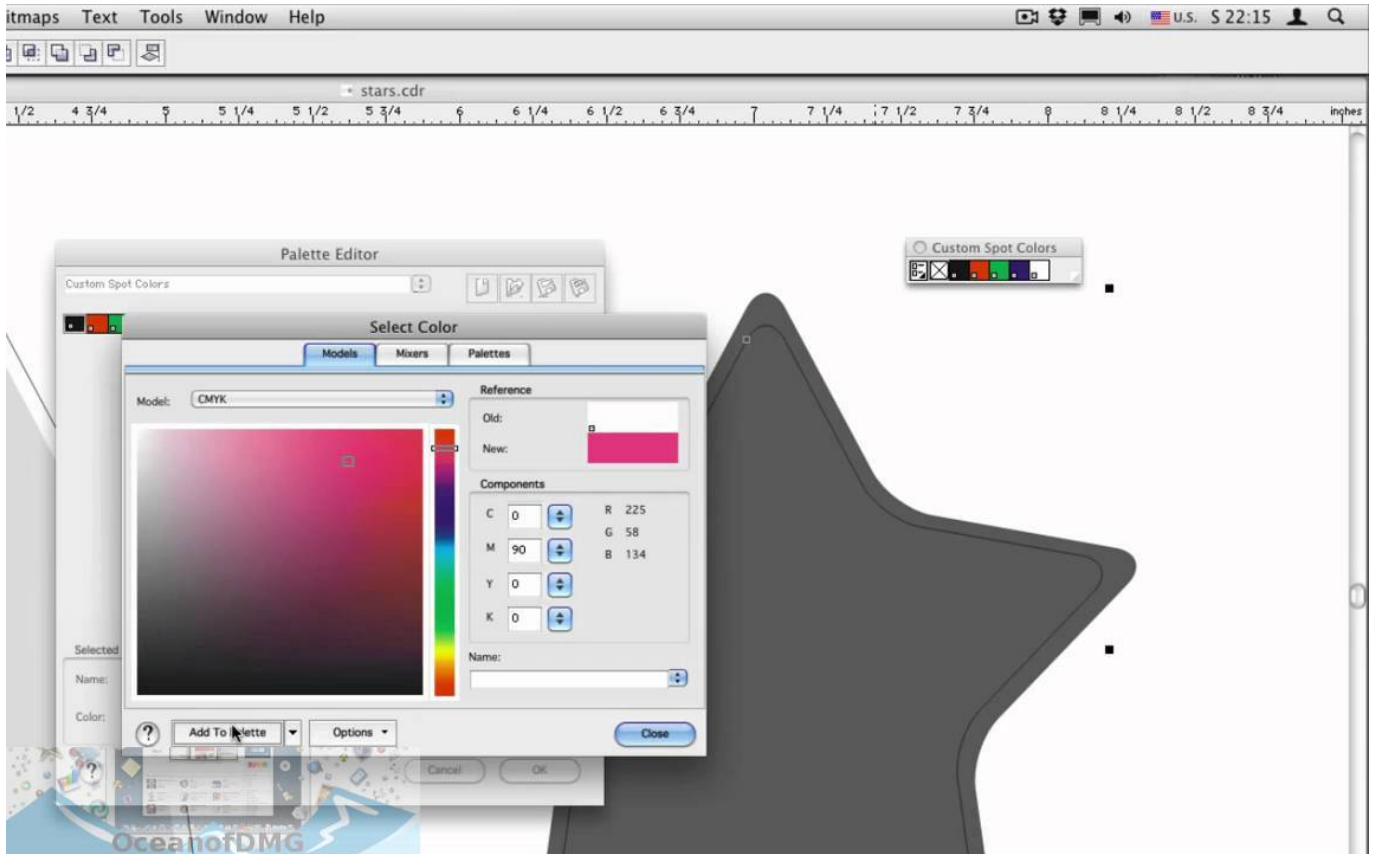 itmaps Text Tools Window Help U.S. S 22:15
stars.cdr
1/2 4 3/4 5 5 1/4 5 1/2 5 3/4 6 6 1/4 6 1/2 6 3/4 7 7 1/4 7 1/2 7 3/4 8 8 1/4 8 1/2 8 3/4 inches
Custom Spot Colors
Palette Editor
Custom Spot Colors
Select Color
Models Mixers Palettes
Model: CMYK
Reference
Old:
New:
Components
C 0 R 225
G 58
M 90 B 134
Y 0
K 0
Selected
Name:
Name:
Color:
? Add To Palette Options Close
? Cancel OK
OceanofDMG